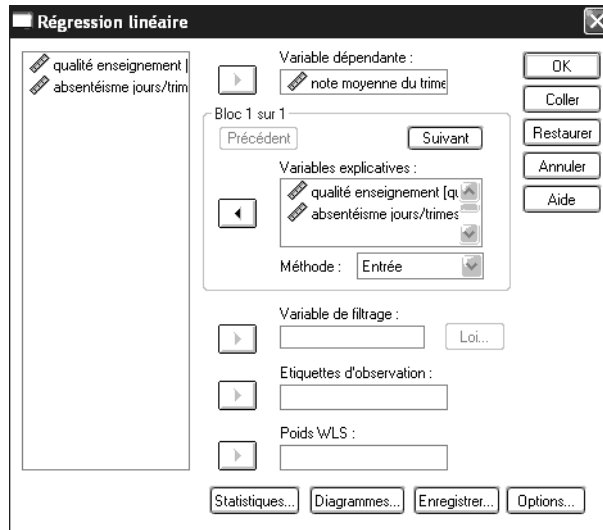 Régression linéaire
qualité enseignement [
absentéisme jours/trim
Variable dépendante :
note moyenne du trime
Bloc 1 sur 1
Précédent
Suivant
Variables explicatives :
qualité enseignement [qu
absentéisme jours/trimes
Méthode :
Entrée
Variable de filtrage :
Loi...
Etiquettes d'observation :
Poids WLS :
Statistiques...
Diagrammes...
Enregistrer...
Options...
OK
Coller
Restaurer
Annuler
Aide